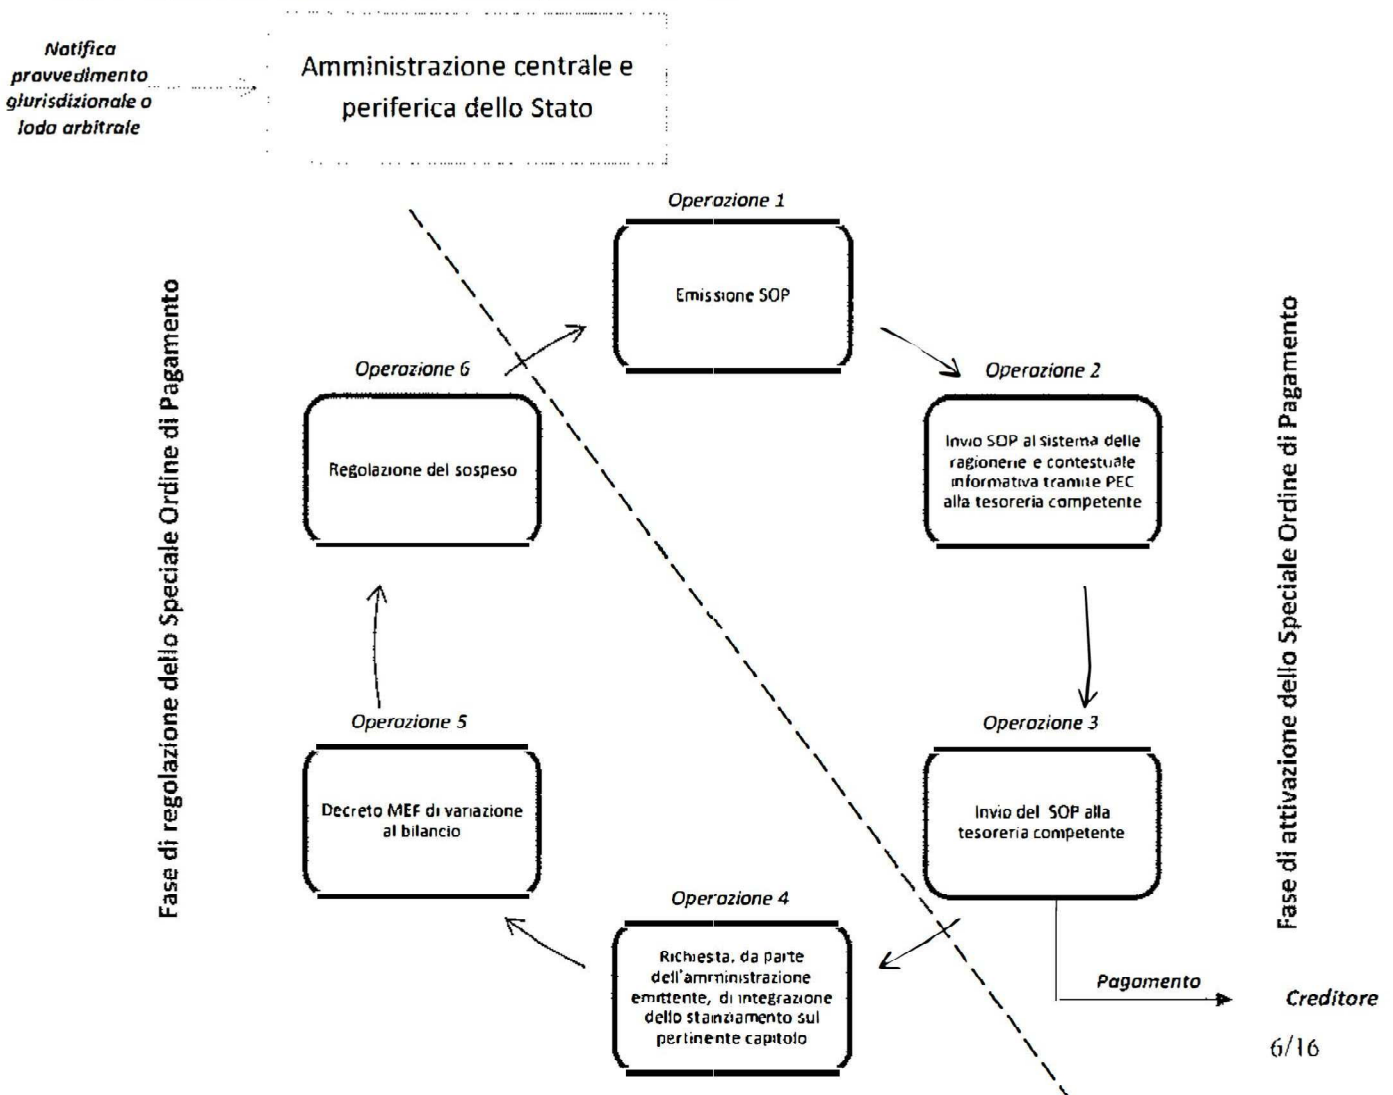 Notifica
provvedimento
giurisdizionale o
lodo arbitrale
Amministrazione centrale e
periferica dello Stato
Operazione 1
Emissione SOP
Operazione 2
Invio SOP al sistema delle
ragionerie e contestuale
informativa tramite PEC
alla tesoreria competente
Operazione 3
Invio del SOP alla
tesoreria competente
Pagamento
Creditore
Operazione 4
Richiesta, da parte
dell'amministrazione
emittente, di integrazione
dello stainziamento sul
pertinente capitolo
Operazione 5
Decreto MEF di variazione
al bilancio
Operazione 6
Regolazione del sospeso
Fase di regolazione dello Speciale Ordine di Pagamento
Fase di attivazione dello Speciale Ordine di Pagamento
6/16